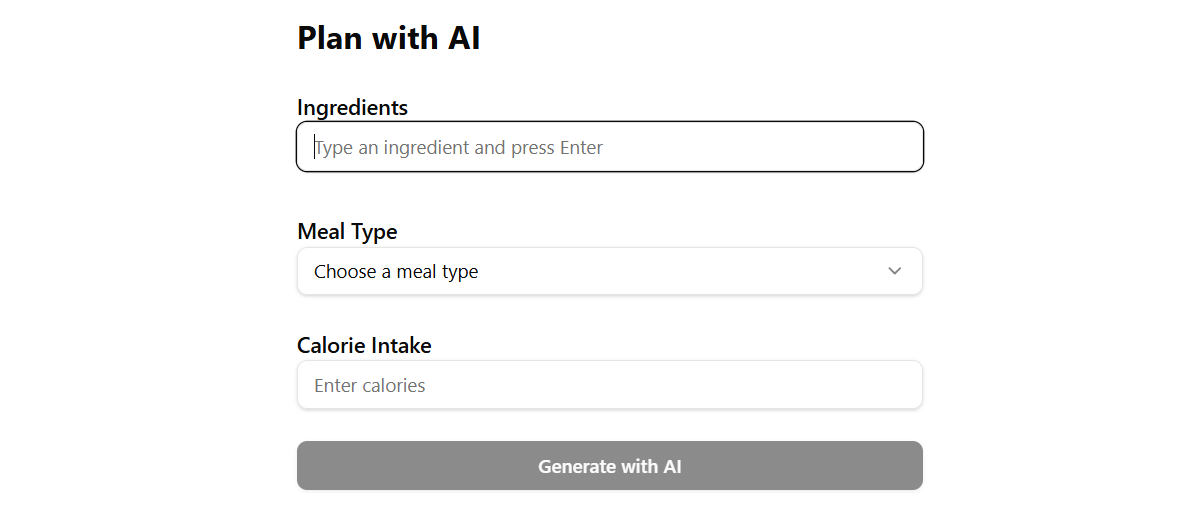 Plan with AI
Ingredients
Type an ingredient and press Enter
Meal Type
Choose a meal type
Calorie Intake
Enter calories
Generate with AI